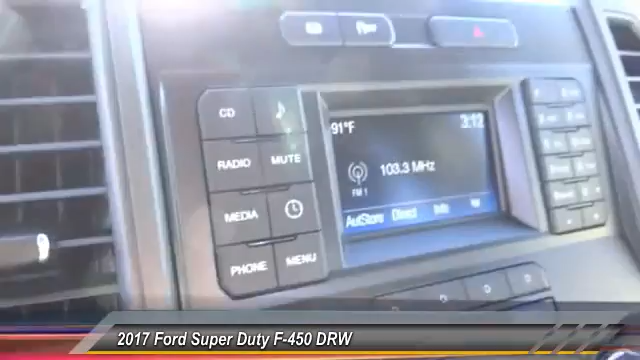 CD
91°F
3:12
RADIO MUTE
103.3 MHz
FM 1
MEDIA
AutStore Direct Info
PHONE MENU
2017 Ford Super Duty F-450 DRW